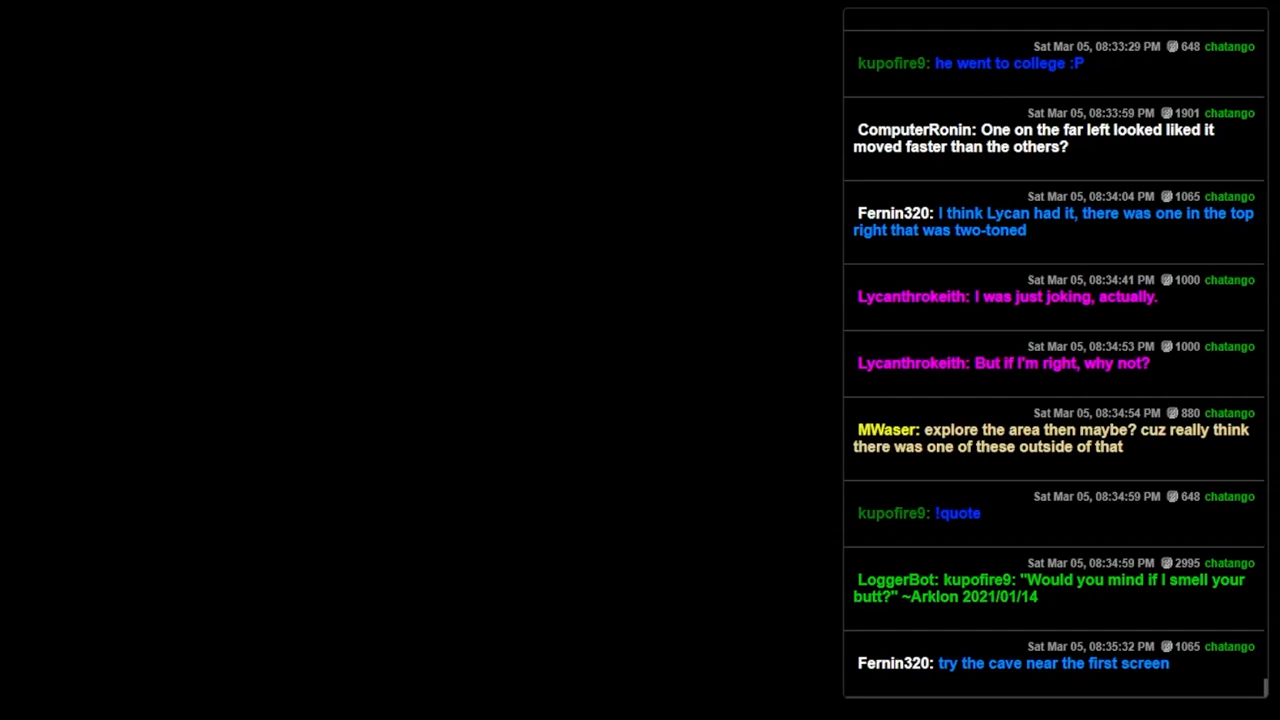 Sat Mar 05, 08:33:29 PM 648 chatango
kupofire9: he went to college :P
Sat Mar 05, 08:33:59 PM 1901 chatango
ComputerRonin: One on the far left looked liked it
moved faster than the others?
Sat Mar 05, 08:34:04 PM 1065 chatango
Fernin320: I think Lycan had it, there was one in the top
right that was two-toned
Sat Mar 05, 08:34:41 PM 1000 chatango
Lycanthrokeith: I was just joking, actually.
Sat Mar 05, 08:34:53 PM 1000 chatango
Lycanthrokeith: But if I'm right, why not?
Sat Mar 05, 08:34:54 PM 880 chatango
MWaser: explore the area then maybe? cuz really think
there was one of these outside of that
Sat Mar 05, 08:34:59 PM 648 chatango
kupofire9: !quote
Sat Mar 05, 08:34:59 PM 2995 chatango
LoggerBot: kupofire9: "Would you mind if I smell your
butt?" ~Arklon 2021/01/14
Sat Mar 05, 08:35:32 PM 1065 chatango
Fernin320: try the cave near the first screen